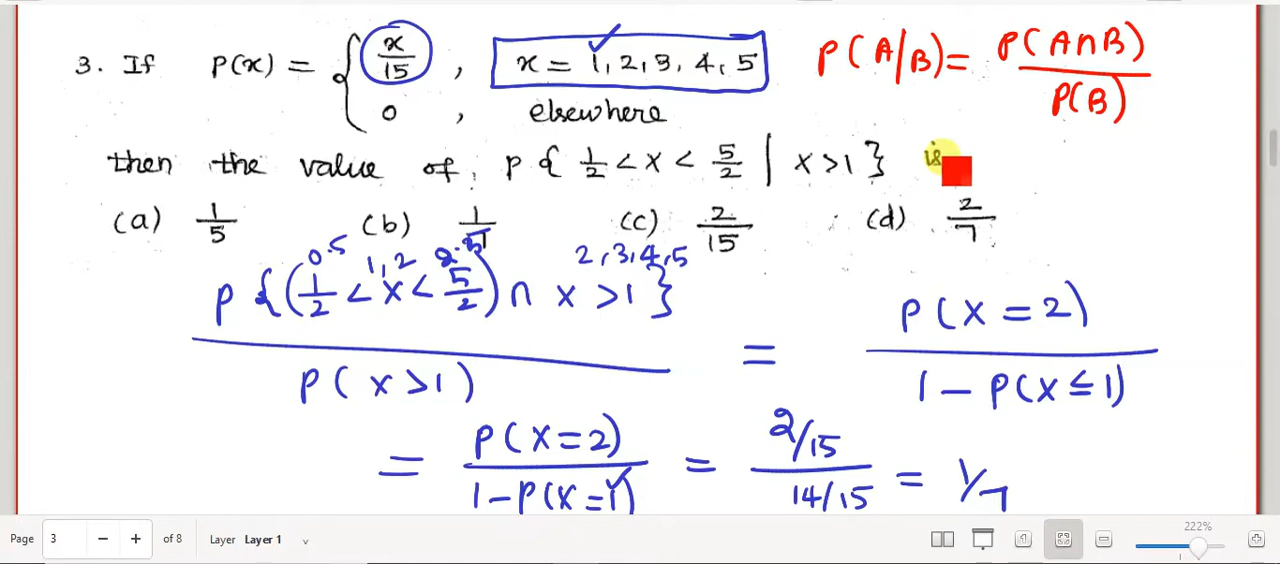 3. If P(x) = { x/15 , x = 1, 2, 3, 4, 5
0 , elsewhere
P(A/B) = P(A∩B)/P(B)
then the value of P{ 1/2 < x < 5/2 | x > 1 } is
(a) 1/5 (b) 1/7 (c) 2/15 (d) 2/7
0.5 1, 2 2.5 2, 3, 4, 5
P{(1/2 < x < 5/2) ∩ x > 1} / P(x > 1) = P(X = 2) / 1 - P(X ≤ 1)
= P(X = 2) / 1 - P(X = 1) = 2/15 / 14/15 = 1/7
Page 3 - + of 8 Layer Layer 1 222%